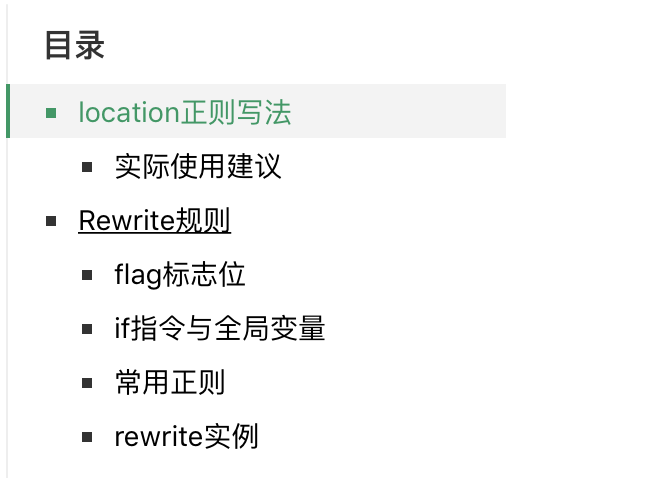 目录
location正则写法
实际使用建议
Rewrite规则
flag标志位
if指令与全局变量
常用正则
rewrite实例